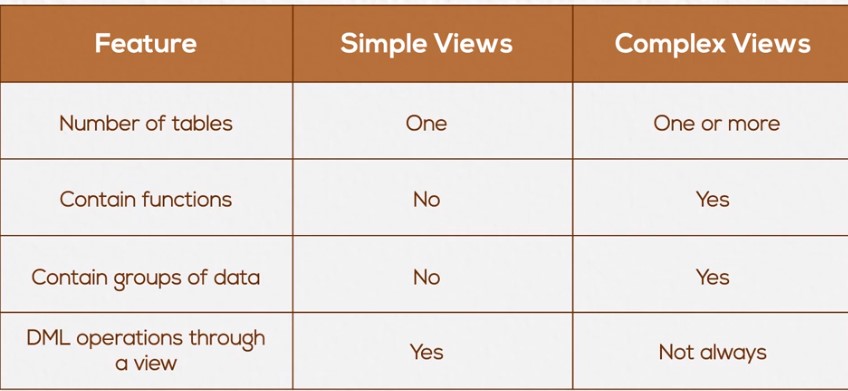 Feature Simple Views Complex Views
Number of tables One One or more
Contain functions No Yes
Contain groups of data No Yes
DML operations through
a view Yes Not always